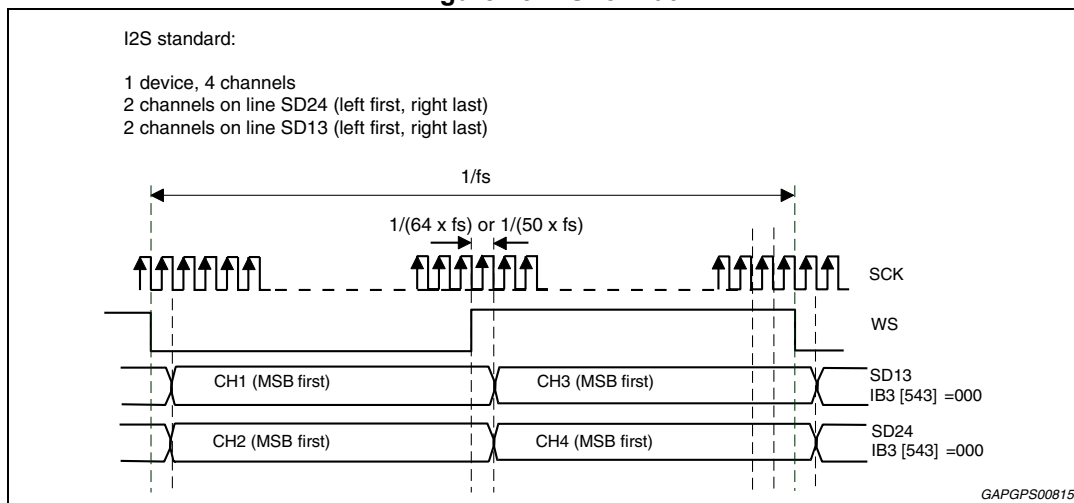 I2S standard:
1 device, 4 channels
2 channels on line SD24 (left first, right last)
2 channels on line SD13 (left first, right last)
1/fs
1/(64 x fs) or 1/(50 x fs)
SCK
WS
CH1 (MSB first)
CH3 (MSB first)
SD13
IB3 [543] =000
CH2 (MSB first)
CH4 (MSB first)
SD24
IB3 [543] =000
GAPGPS00815